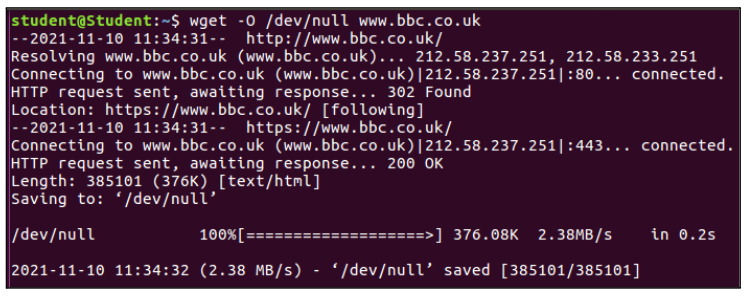 student@Student:~$ wget -O /dev/null www.bbc.co.uk
--2021-11-10 11:34:31--  http://www.bbc.co.uk/
Resolving www.bbc.co.uk (www.bbc.co.uk)... 212.58.237.251, 212.58.233.251
Connecting to www.bbc.co.uk (www.bbc.co.uk)|212.58.237.251|:80... connected.
HTTP request sent, awaiting response... 302 Found
Location: https://www.bbc.co.uk/ [following]
--2021-11-10 11:34:31--  https://www.bbc.co.uk/
Connecting to www.bbc.co.uk (www.bbc.co.uk)|212.58.237.251|:443... connected.
HTTP request sent, awaiting response... 200 OK
Length: 385101 (376K) [text/html]
Saving to: ‘/dev/null’
/dev/null           100%[===================>] 376.08K  2.38MB/s    in 0.2s
2021-11-10 11:34:32 (2.38 MB/s) - ‘/dev/null’ saved [385101/385101]